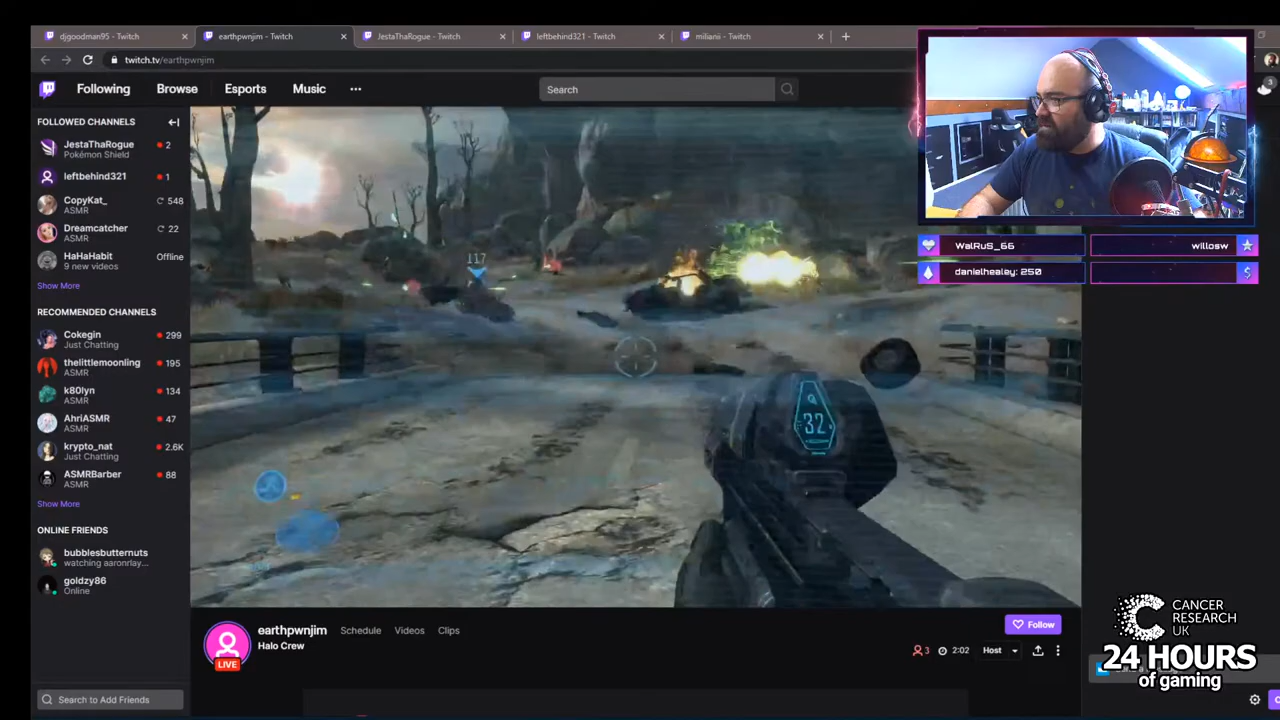 djgoodman95 - Twitch
earthpwnjim - Twitch
JestaThaRogue - Twitch
leftbehind321 - Twitch
milianii - Twitch
twitch.tv/earthpwnjim
Following
Browse
Esports
Music
Search
3
FOLLOWED CHANNELS
JestaThaRogue 2
Pokémon Shield
leftbehind321 1
CopyKat_ 548
ASMR
Dreamcatcher 22
ASMR
HaHaHabit Offline
9 new videos
Show More
RECOMMENDED CHANNELS
Cokegin 299
Just Chatting
thelittlemoonling 195
ASMR
k80lyn 134
ASMR
AhriASMR 47
ASMR
krypto_nat 2.6K
Just Chatting
ASMRBarber 88
ASMR
Show More
ONLINE FRIENDS
bubblesbutternuts
watching aaronrlay...
goldzy86
Online
Search to Add Friends
117
32
WalRuS_66
willosw
danielhealey: 250
$
earthpwnjim
Schedule
Videos
Clips
Follow
LIVE
Halo Crew
3
2:02
Host
CANCER
RESEARCH
UK
24 HOURS
of gaming